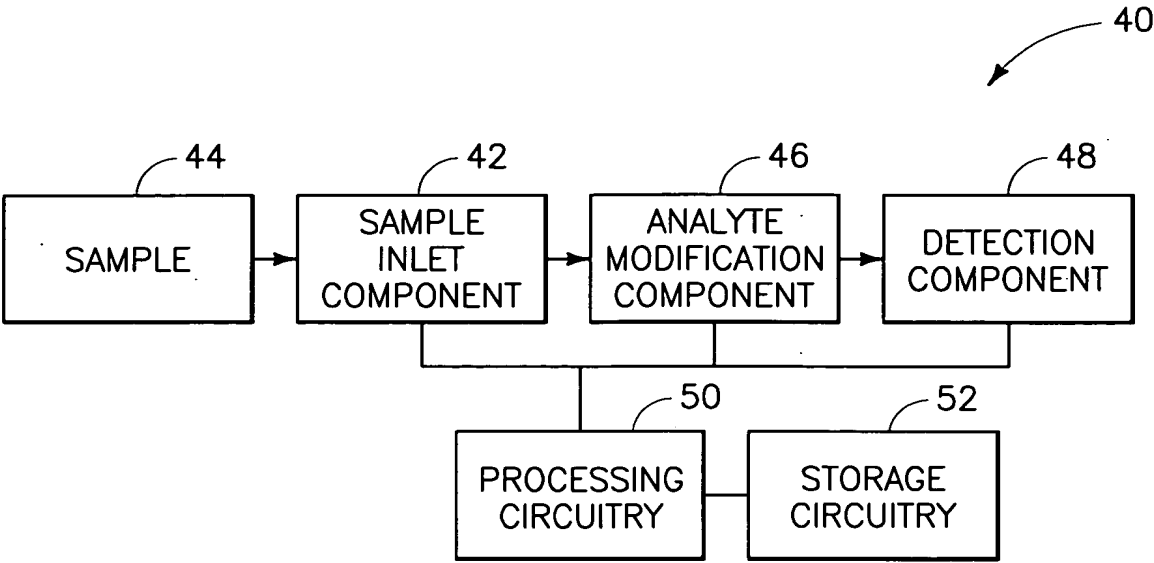 40
44
42
46
48
SAMPLE
SAMPLE
INLET
COMPONENT
ANALYTE
MODIFICATION
COMPONENT
DETECTION
COMPONENT
50
52
PROCESSING
CIRCUITRY
STORAGE
CIRCUITRY